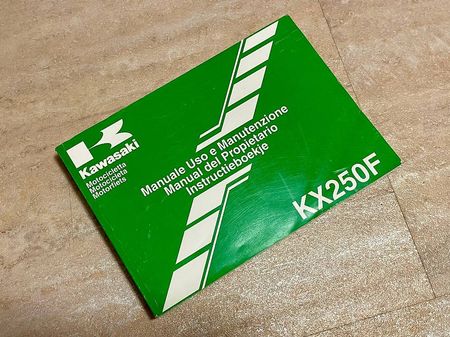 Kawasaki
Motocicletta
Motocicleta
Motorfiets
Manuale Uso e Manutenzione
Manual del Propietario
Instructieboekje
KX250F